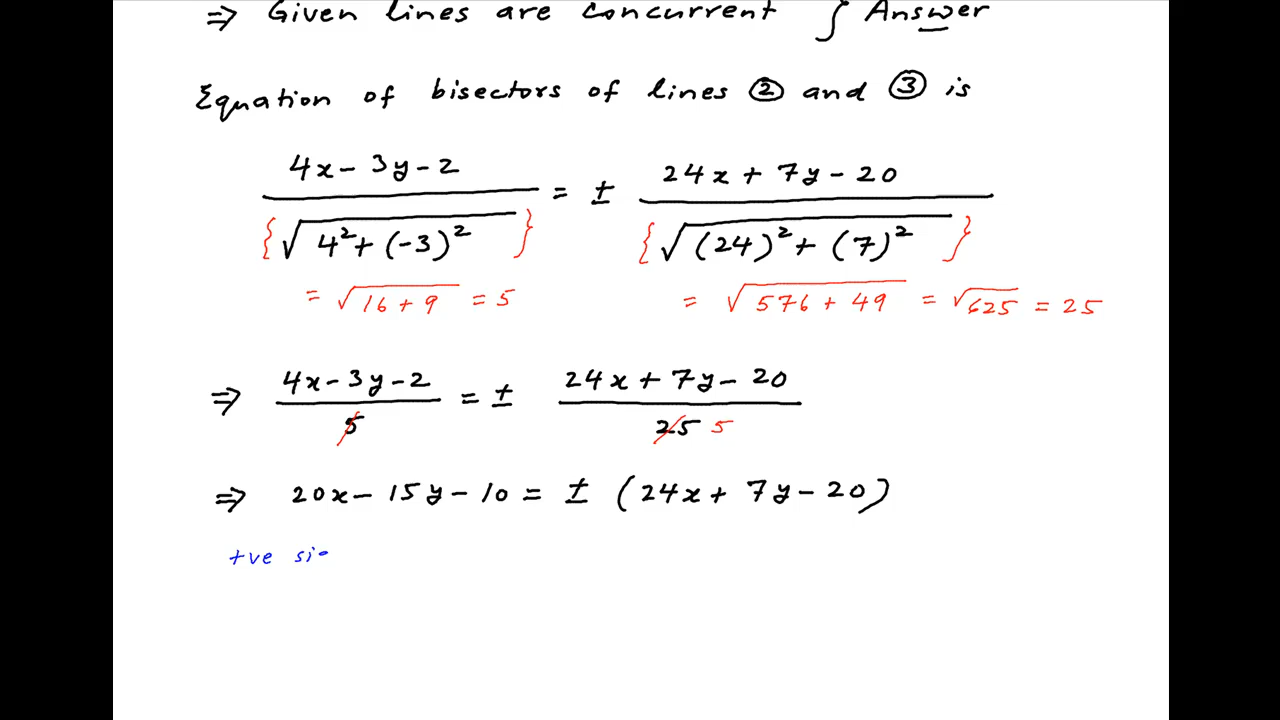 ⇒ Given lines are concurrent } Answer
Equation of bisectors of lines ② and ③ is
4x - 3y - 2 / {√(4² + (-3)²)} = ± 24x + 7y - 20 / {√((24)² + (7)²)}
= √(16 + 9) = 5 = √(576 + 49) = √625 = 25
⇒ 4x - 3y - 2 / 5 = ± 24x + 7y - 20 / 25 5
⇒ 20x - 15y - 10 = ± (24x + 7y - 20)
+ve